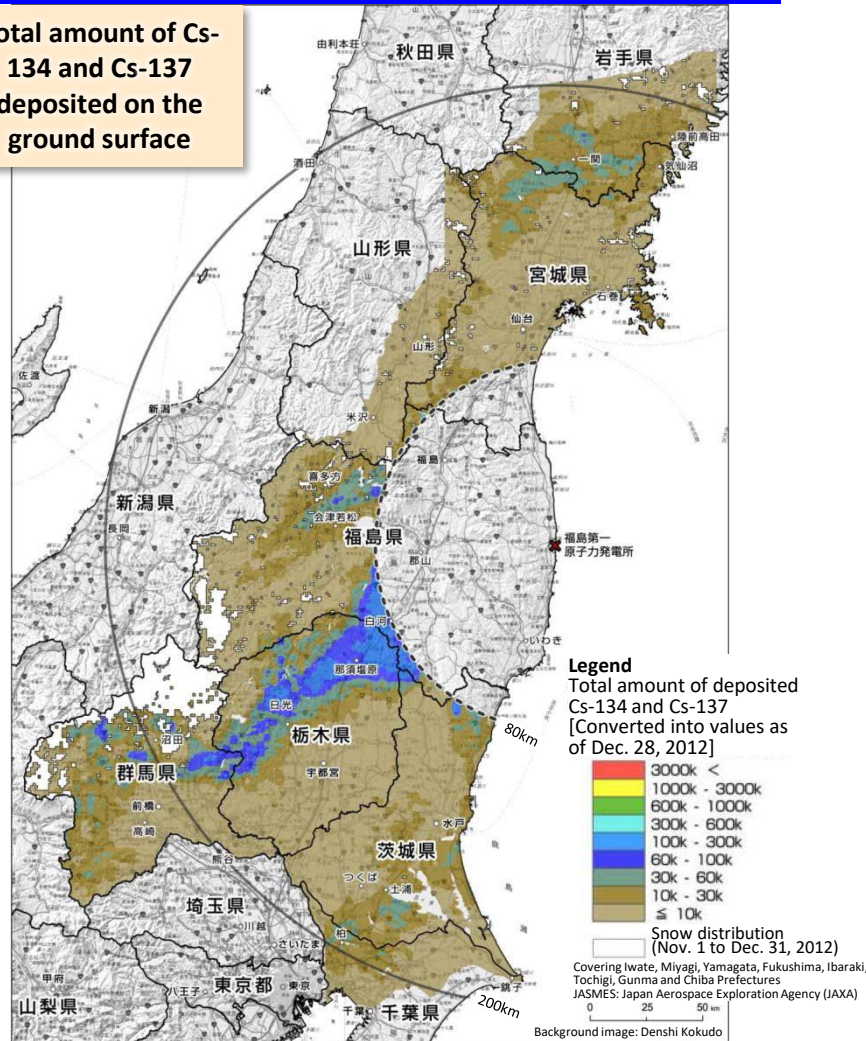 otal amount of Cs-
134 and Cs-137
deposited on the
ground surface
由利本荘
秋田県
岩手県
陸前高田
一関
気仙沼
酒田
山形県
宮城県
石巻
仙台
山形
佐渡
新潟
米沢
福島
喜多方
新潟県
会津若松
長岡
福島県
郡山
福島第一
原子力発電所
白河
いわき
那須塩原
日光
沼田
栃木県
80km
群馬県
宇都宮
前橋
高崎
水戸
茨城県
熊谷
つくば
土浦
埼玉県
川越
柏
さいたま
甲府
八王子
東京都
東京
銚子
200km
山梨県
千葉
千葉県
Legend
Total amount of deposited
Cs-134 and Cs-137
[Converted into values as
of Dec. 28, 2012]
3000k <
1000k - 3000k
600k - 1000k
300k - 600k
100k - 300k
60k - 100k
30k - 60k
10k - 30k
≦ 10k
Snow distribution
(Nov. 1 to Dec. 31, 2012)
Covering Iwate, Miyagi, Yamagata, Fukushima, Ibaraki,
Tochigi, Gunma and Chiba Prefectures
JASMES: Japan Aerospace Exploration Agency (JAXA)
0 25 50 km
Background image: Denshi Kokudo